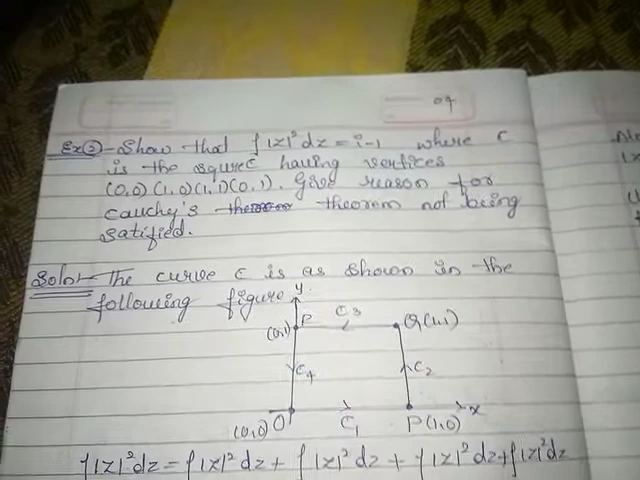 04
Ex② - Show that ∫|z|² dz = i-1 where C
is the squreE having vertices
(0,0) (1,0) (1,1) (0,1). Give reason for
Cauchy's theorem not being
satified.
Soln:- The curve C is as shown in the
following figure
y
(0,1) R C3 Q(1,1)
C4 C2
(0,0) O C1 P(1,0) x
∫|z|² dz = ∫|z|² dz + ∫|z|² dz + ∫|z|² dz + ∫|z|² dz